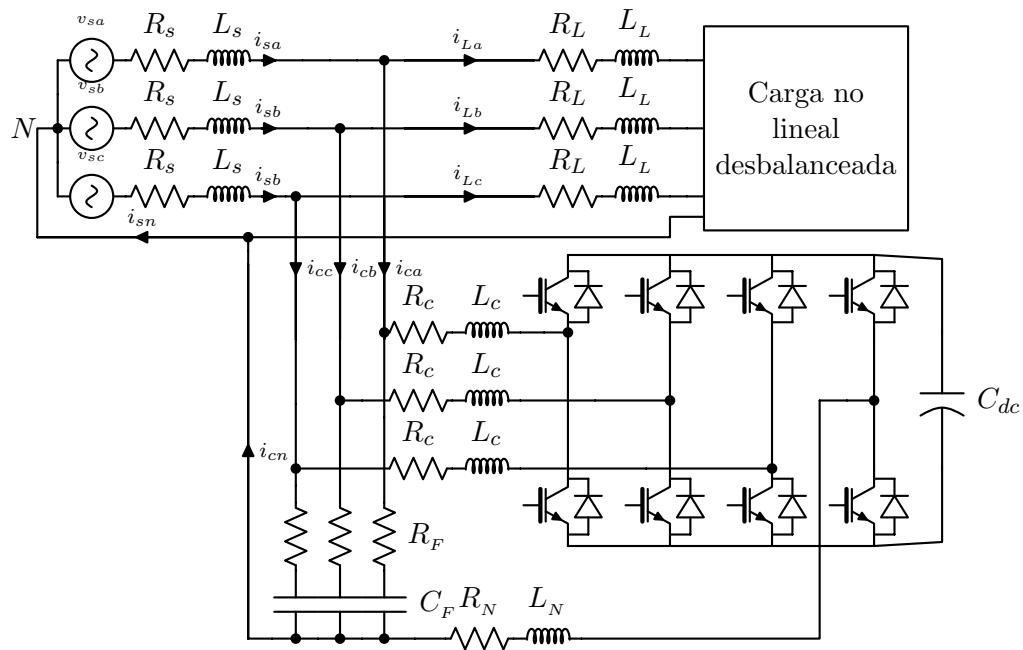 v_sa
R_s
L_s
i_sa
i_La
R_L
L_L
v_sb
R_s
L_s
i_sb
i_Lb
R_L
L_L
N
v_sc
R_s
L_s
i_sb
i_Lc
R_L
L_L
Carga no
lineal
desbalanceada
i_sn
i_cc
i_cb
i_ca
R_c
L_c
R_c
L_c
C_dc
R_c
L_c
i_cn
R_F
C_F
R_N
L_N